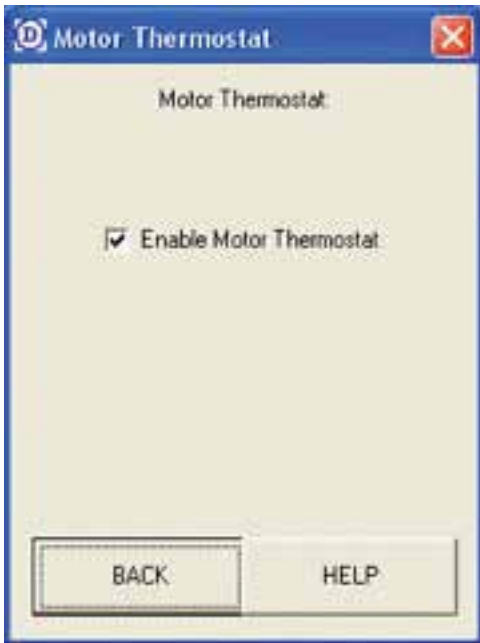 D Motor Thermostat
Motor Thermostat
Enable Motor Thermostat
BACK
HELP